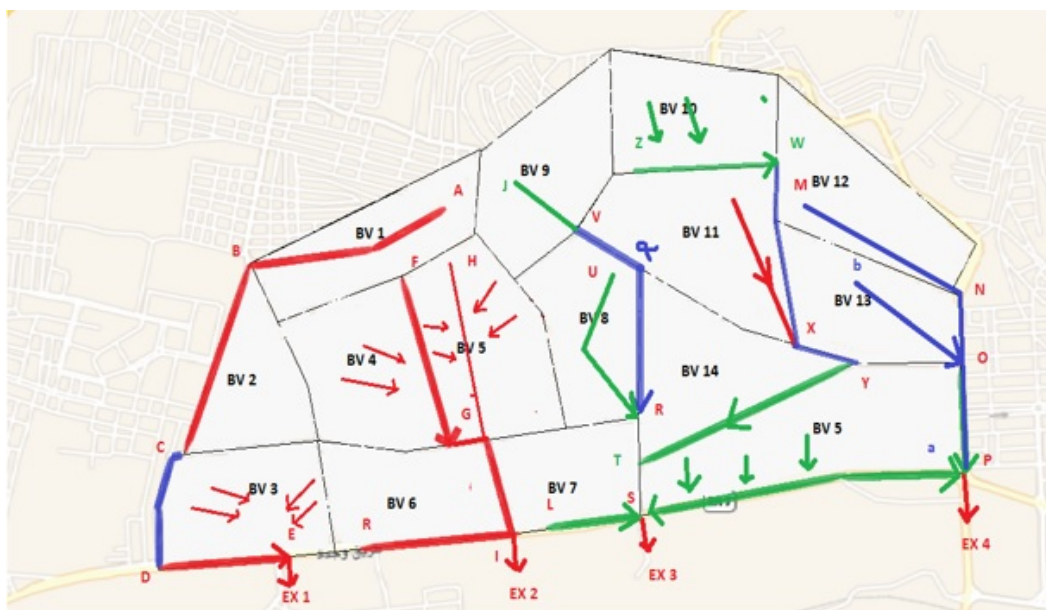 BV 10
Z
W
BV 9
J
M
BV 12
A
BV 1
B
V
BV 11
F
H
U
b
N
BV 13
BV 8
BV 4
BV 5
X
O
BV 14
BV 2
Y
G
R
C
BV 5
a
P
T
BV 3
BV 6
BV 7
L
S
R
E
I
D
EX 1
EX 2
EX 3
EX 4